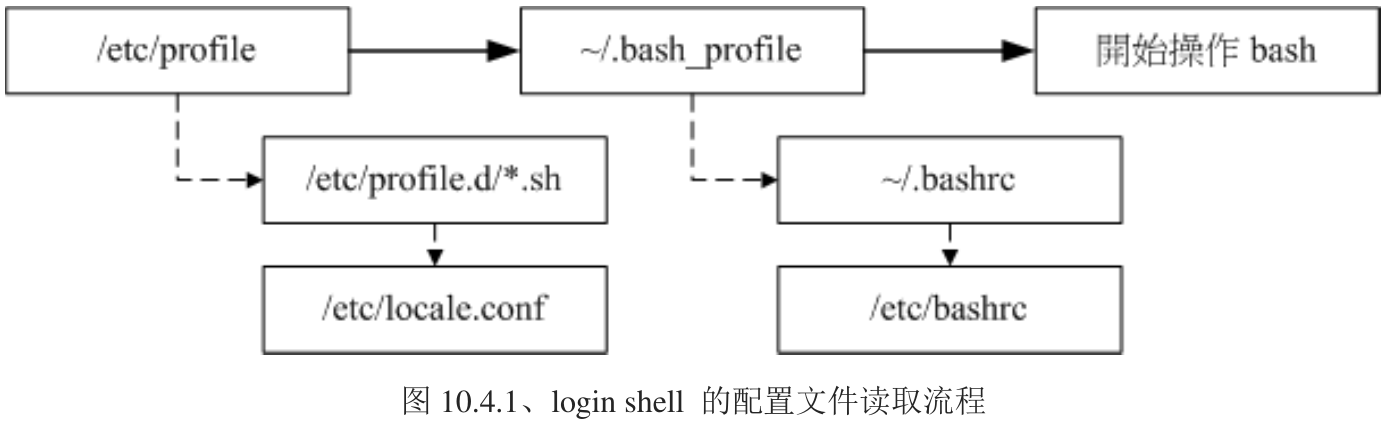 /etc/profile
~/.bash_profile
開始操作 bash
/etc/profile.d/*.sh
~/.bashrc
/etc/locale.conf
/etc/bashrc
图 10.4.1、login shell 的配置文件读取流程